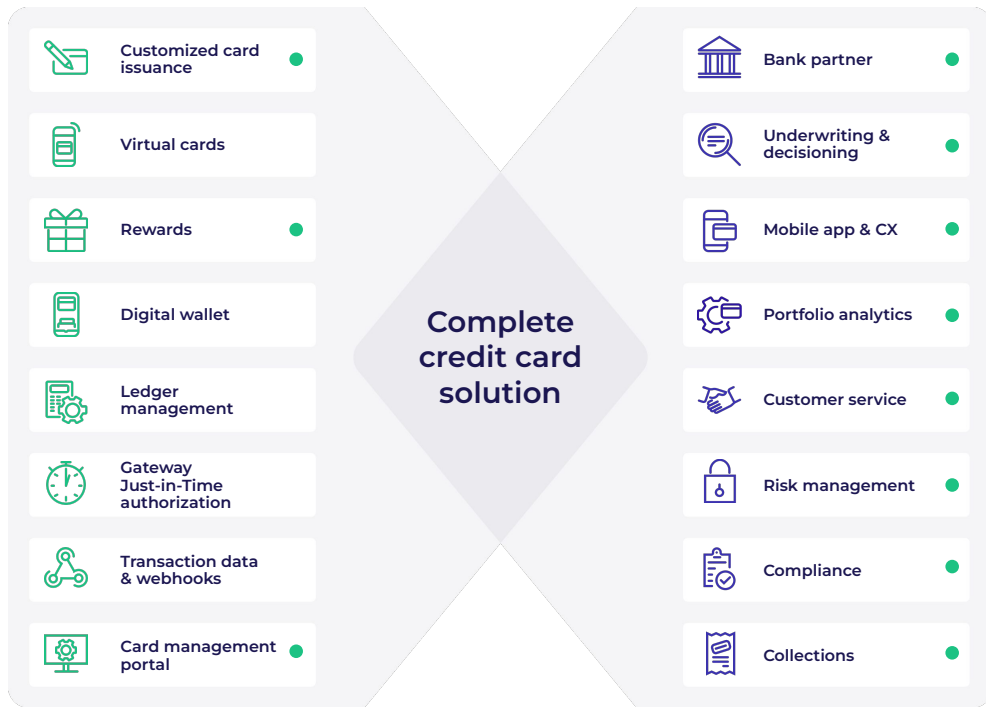 Customized card
issuance
Virtual cards
Rewards
Digital wallet
Ledger
management
Gateway
Just-in-Time
authorization
Transaction data
& webhooks
Card management
portal
Complete
credit card
solution
Bank partner
Underwriting &
decisioning
Mobile app & CX
Portfolio analytics
Customer service
Risk management
Compliance
Collections